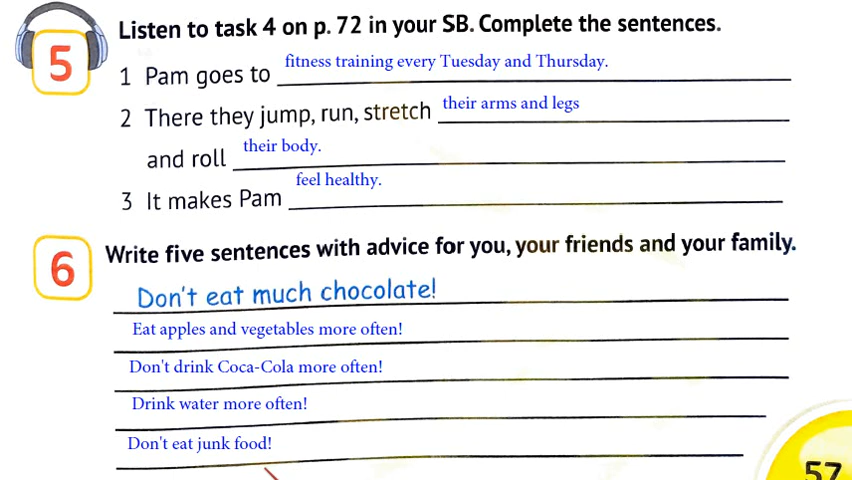 5 Listen to task 4 on p. 72 in your SB. Complete the sentences.
1 Pam goes to fitness training every Tuesday and Thursday.
2 There they jump, run, stretch their arms and legs
and roll their body.
3 It makes Pam feel healthy.
6 Write five sentences with advice for you, your friends and your family.
Don't eat much chocolate!
Eat apples and vegetables more often!
Don't drink Coca-Cola more often!
Drink water more often!
Don't eat junk food!
57